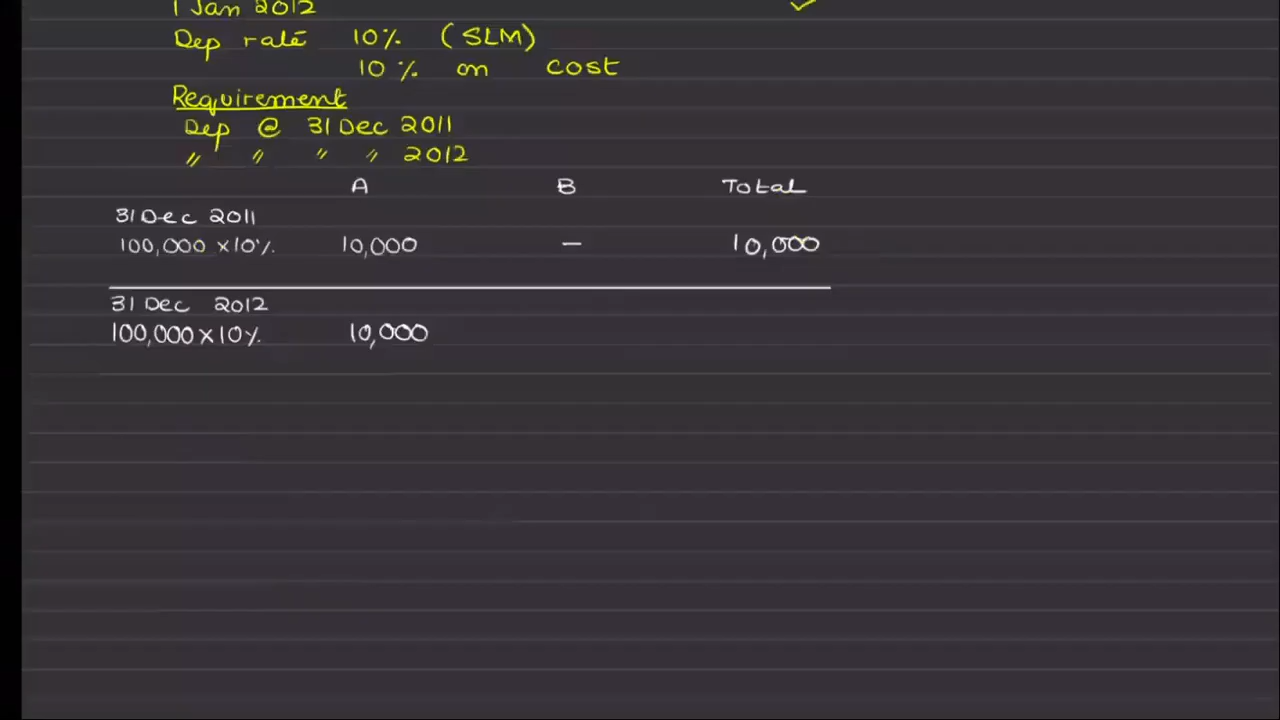 1 Jan 2012
Dep rate 10% (SLM)
10% on cost
Requirement
Dep @ 31 Dec 2011
" " " " 2012
A B Total
31 Dec 2011
100,000 x 10% 10,000 — 10,000
31 Dec 2012
100,000 x 10% 10,000